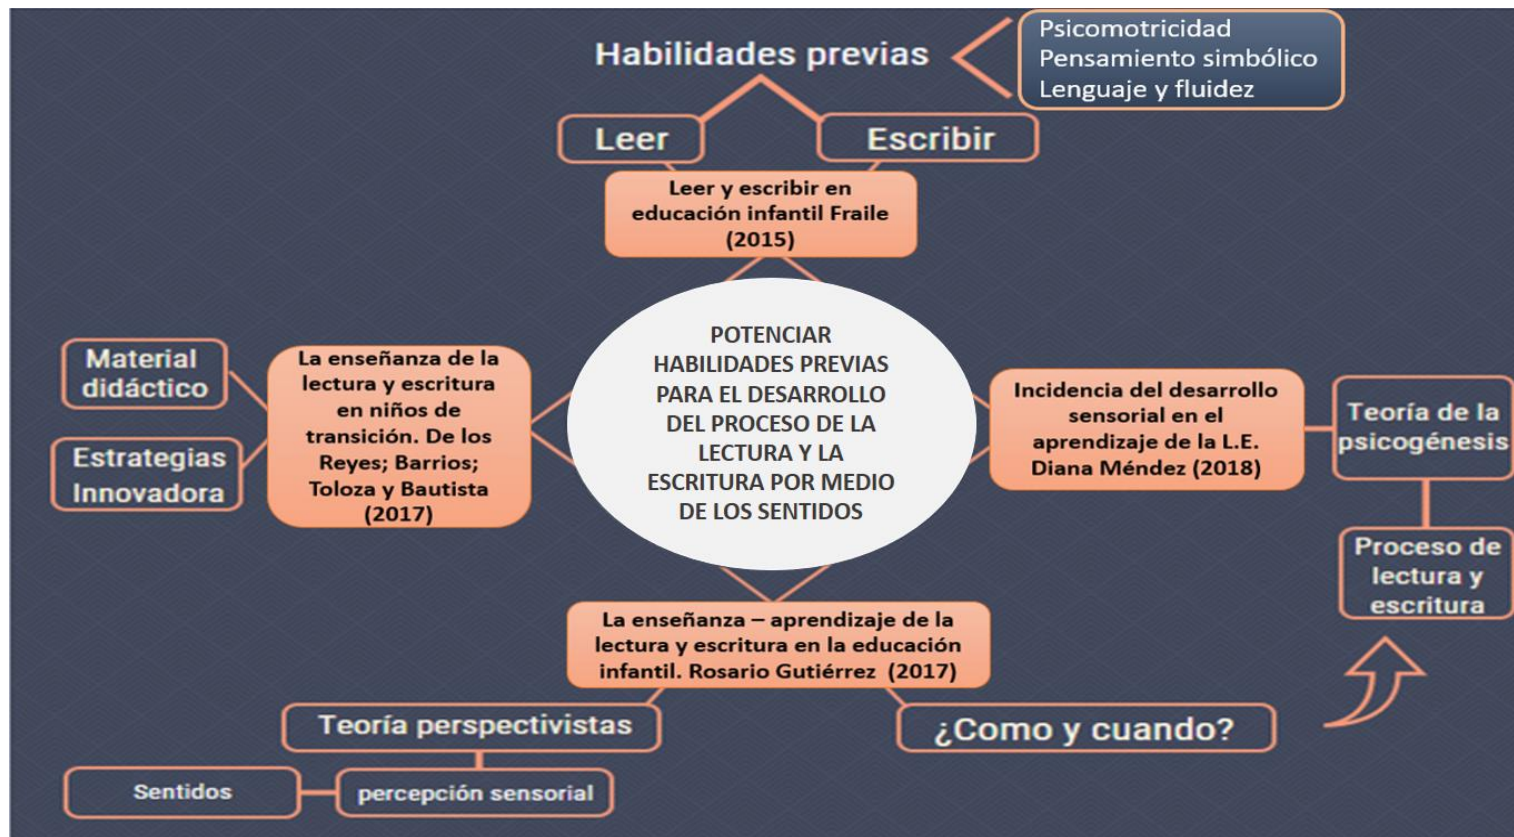 Habilidades previas
Psicomotricidad
Pensamiento simbólico
Lenguaje y fluidez
Leer
Escribir
Leer y escribir en
educación infantil Fraile
(2015)
POTENCIAR
HABILIDADES PREVIAS
PARA EL DESARROLLO
DEL PROCESO DE LA
LECTURA Y LA
ESCRITURA POR MEDIO
DE LOS SENTIDOS
Material
didáctico
Estrategias
Innovadora
La enseñanza de la
lectura y escritura
en niños de
transición. De los
Reyes; Barrios;
Toloza y Bautista
(2017)
Incidencia del desarrollo
sensorial en el
aprendizaje de la L.E.
Diana Méndez (2018)
Teoría de la
psicogénesis
Proceso de
lectura y
escritura
La enseñanza – aprendizaje de la
lectura y escritura en la educación
infantil. Rosario Gutiérrez (2017)
Teoría perspectivistas
¿Como y cuando?
Sentidos
percepción sensorial